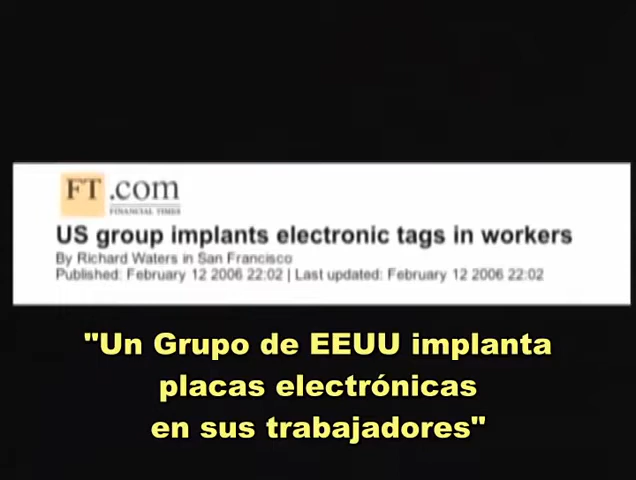 FT.com
FINANCIAL TIMES
US group implants electronic tags in workers
By Richard Waters in San Francisco
Published: February 12 2006 22:02 | Last updated: February 12 2006 22:02
"Un Grupo de EEUU implanta
placas electrónicas
en sus trabajadores"